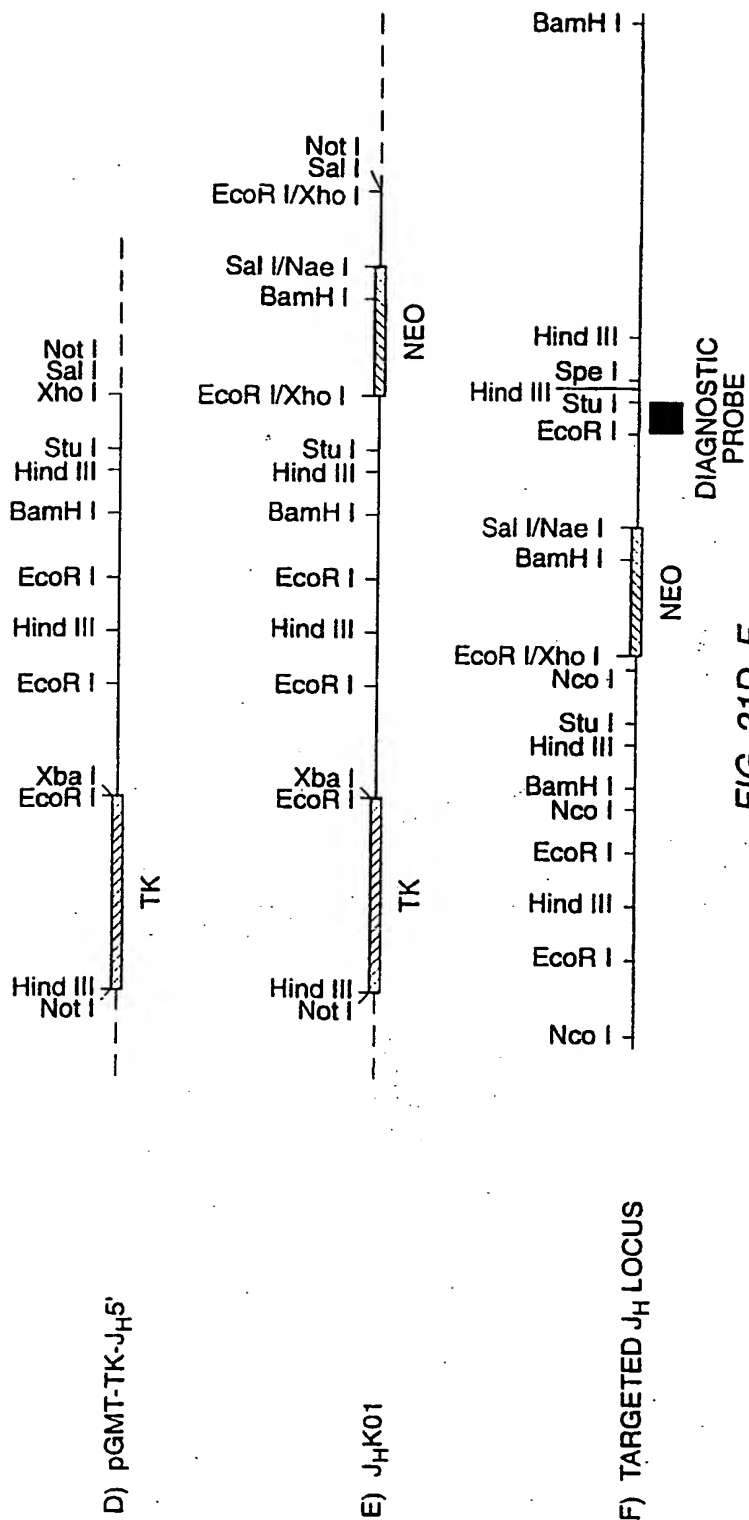 D) pGMT-TK-JH5'
Not I
Hind III
TK
EcoR I
Xba I
EcoR I
Hind III
EcoR I
BamH I
Hind III
Stu I
Xho I
Sal I
Not I
E) JHK01
Not I
Hind III
TK
EcoR I
Xba I
EcoR I
Hind III
EcoR I
BamH I
Hind III
Stu I
EcoR I/Xho I
NEO
BamH I
Sal I/Nae I
EcoR I/Xho I
Sal I
Not I
F) TARGETED JH LOCUS
Nco I
EcoR I
Hind III
EcoR I
Nco I
BamH I
Hind III
Stu I
Nco I
EcoR I/Xho I
NEO
BamH I
Sal I/Nae I
EcoR I
Stu I
Hind III
Spe I
Hind III
BamH I
DIAGNOSTIC
PROBE